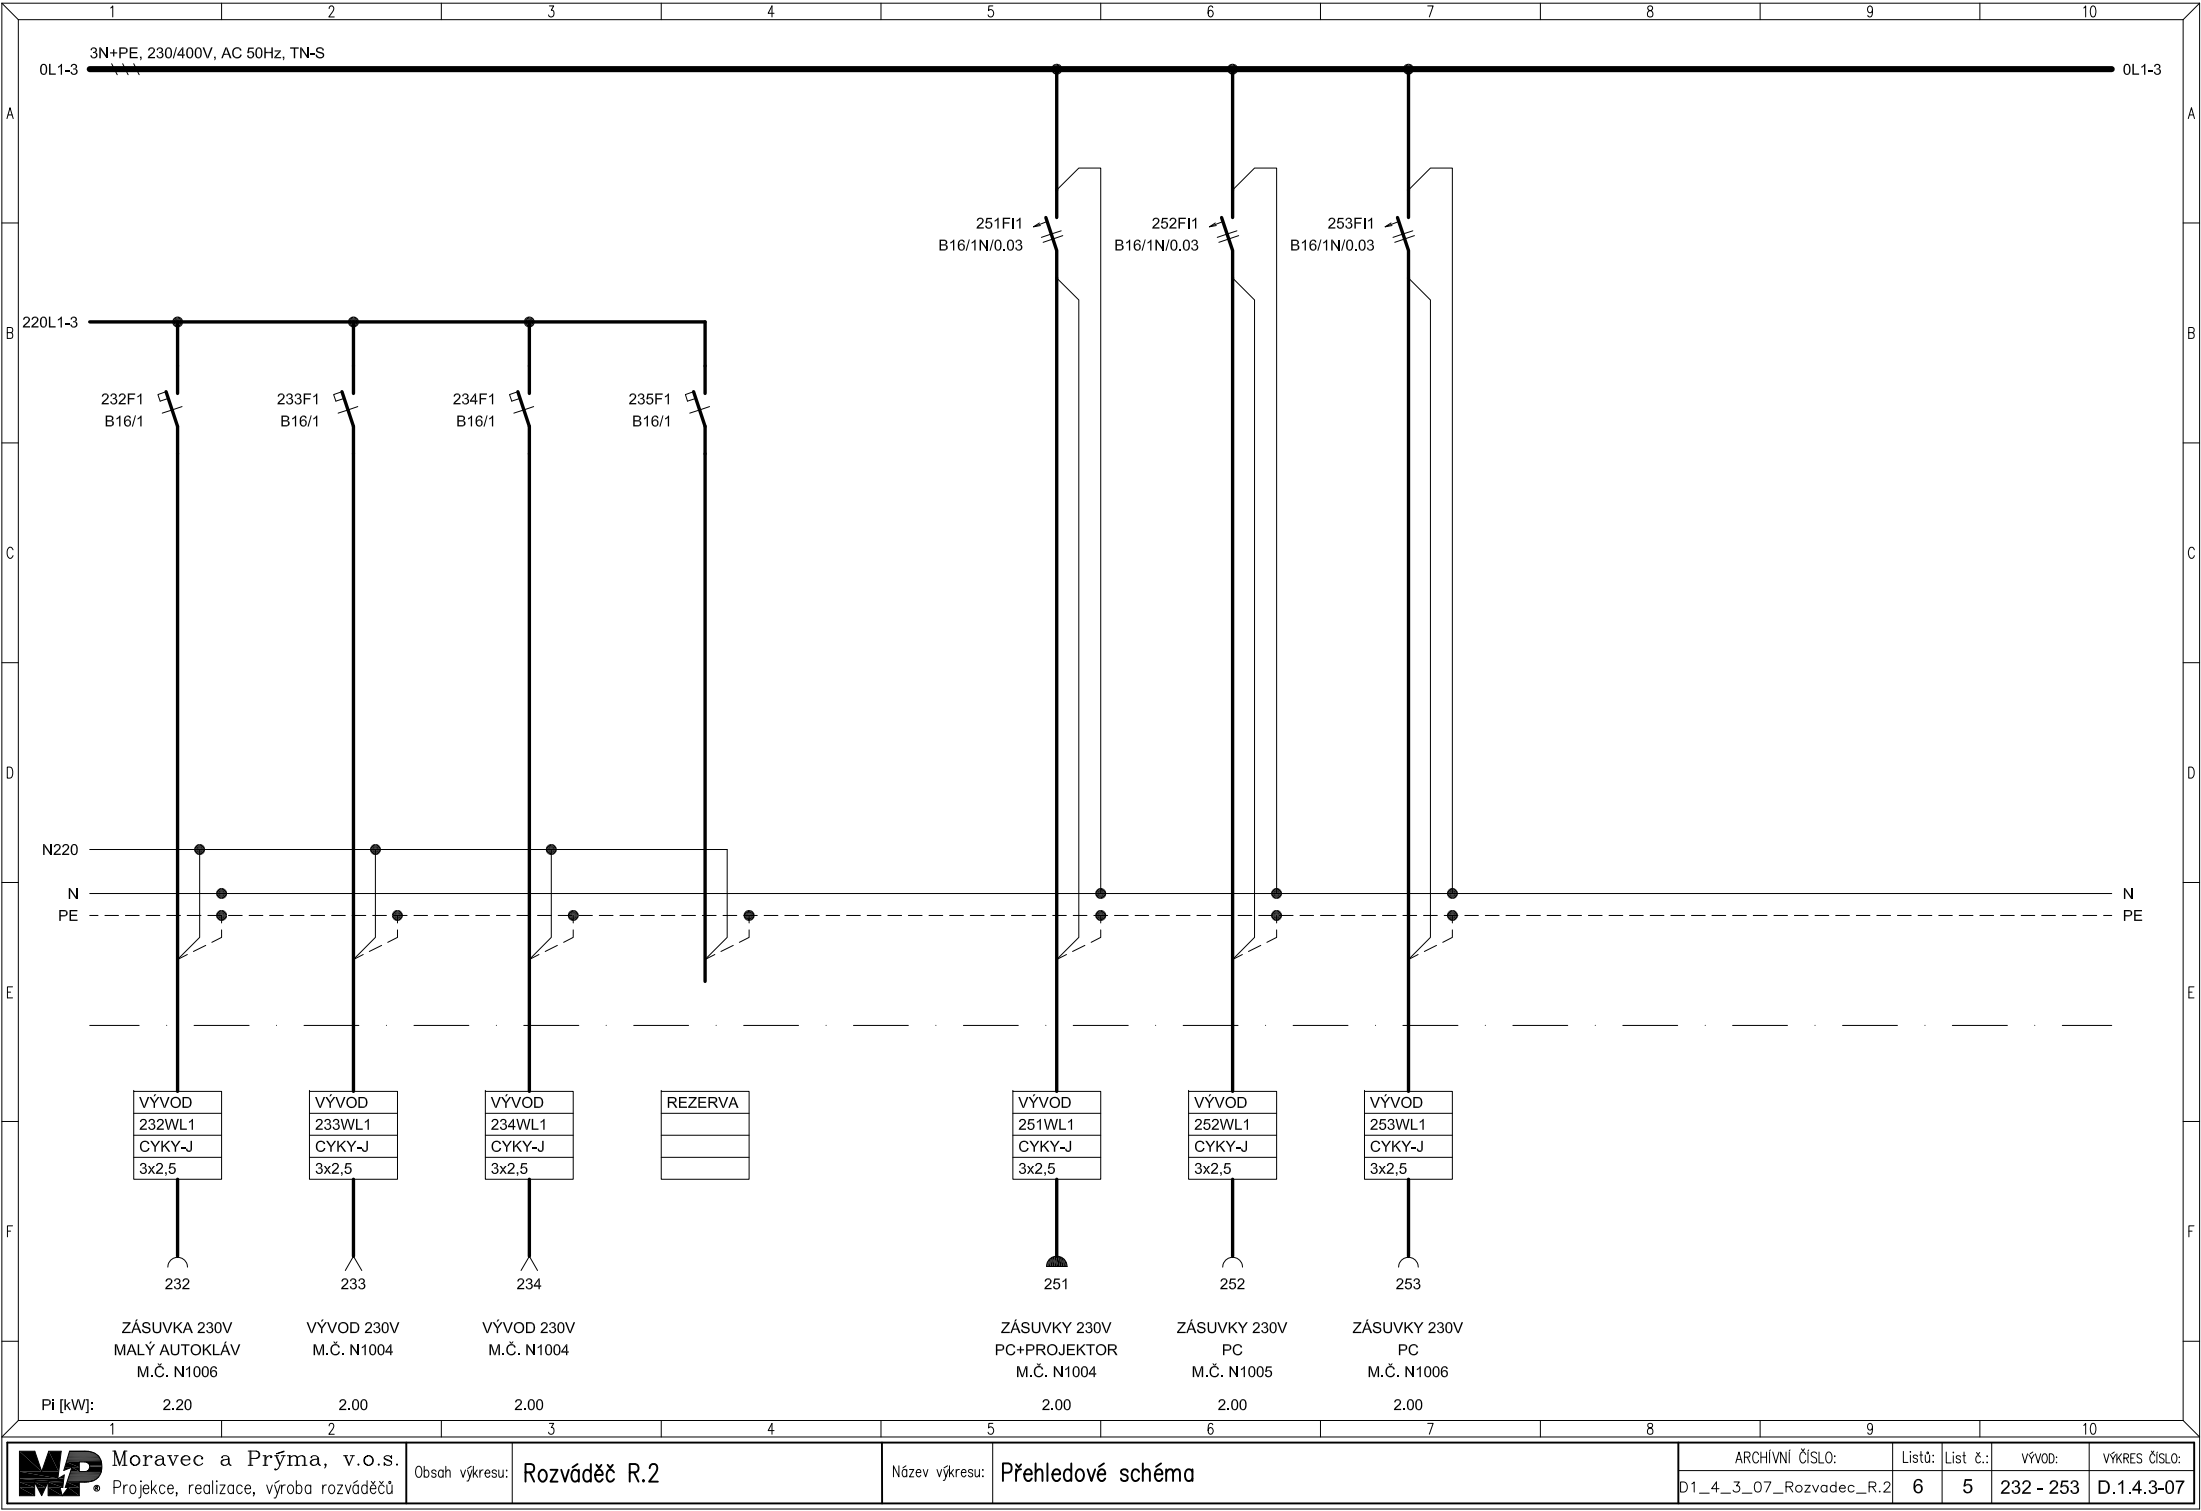 1 2 3 4 5 6 7 8 9 10
3N+PE, 230/400V, AC 50Hz, TN-S
0L1-3 0L1-3
A A
251FI1 252FI1 253FI1
B16/1N/0.03 B16/1N/0.03 B16/1N/0.03
220L1-3
B B
232F1 233F1 234F1 235F1
B16/1 B16/1 B16/1 B16/1
C C
D D
N220
N N
PE PE
E E
VÝVOD VÝVOD VÝVOD REZERVA VÝVOD VÝVOD VÝVOD
232WL1 233WL1 234WL1 251WL1 252WL1 253WL1
CYKY-J CYKY-J CYKY-J CYKY-J CYKY-J CYKY-J
3x2,5 3x2,5 3x2,5 3x2,5 3x2,5 3x2,5
F F
232 233 234 251 252 253
ZÁSUVKA 230V VÝVOD 230V VÝVOD 230V ZÁSUVKY 230V ZÁSUVKY 230V ZÁSUVKY 230V
MALÝ AUTOKLÁV M.Č. N1004 M.Č. N1004 PC+PROJEKTOR PC PC
M.Č. N1006 M.Č. N1004 M.Č. N1005 M.Č. N1006
Pi [kW]: 2.20 2.00 2.00 2.00 2.00 2.00
1 2 3 4 5 6 7 8 9 10
MP® Moravec a Prýma, v.o.s.
Projekce, realizace, výroba rozváděčů
Obsah výkresu: Rozváděč R.2
Název výkresu: Přehledové schéma
ARCHÍVNÍ ČÍSLO: Listů: List č.: VÝVOD: VÝKRES ČÍSLO:
D1_4_3_07_Rozvadec_R.2 6 5 232 - 253 D.1.4.3-07